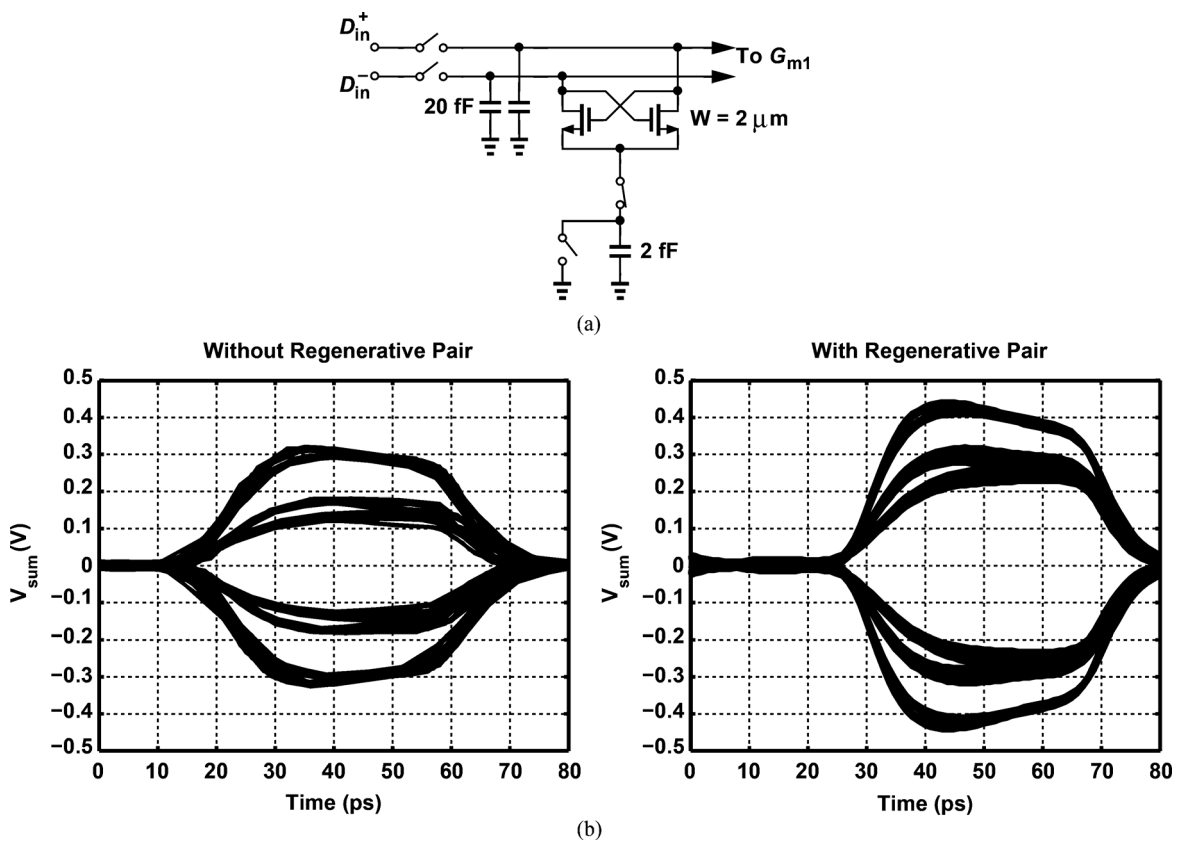 D in +
To G m1
D in −
20 fF
W = 2 μm
2 fF
(a)
Without Regenerative Pair
With Regenerative Pair
0.5
0.4
0.3
0.2
0.1
0
−0.1
−0.2
−0.3
−0.4
−0.5
V sum (V)
0 10 20 30 40 50 60 70 80
Time (ps)
0.5
0.4
0.3
0.2
0.1
0
−0.1
−0.2
−0.3
−0.4
−0.5
V sum (V)
0 10 20 30 40 50 60 70 80
Time (ps)
(b)